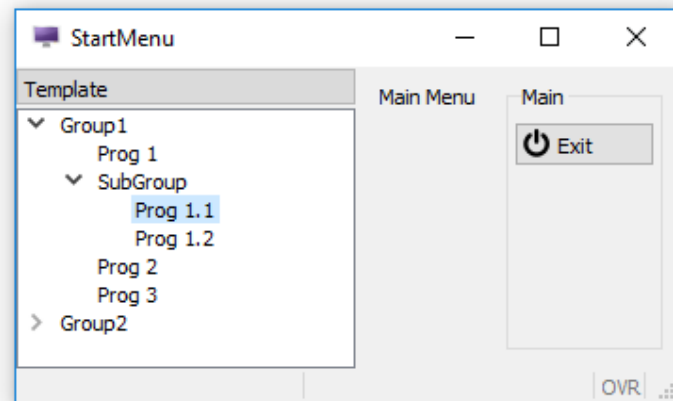 StartMenu
Template
Group1
Prog 1
SubGroup
Prog 1.1
Prog 1.2
Prog 2
Prog 3
Group2
Main Menu
Main
Exit
OVR